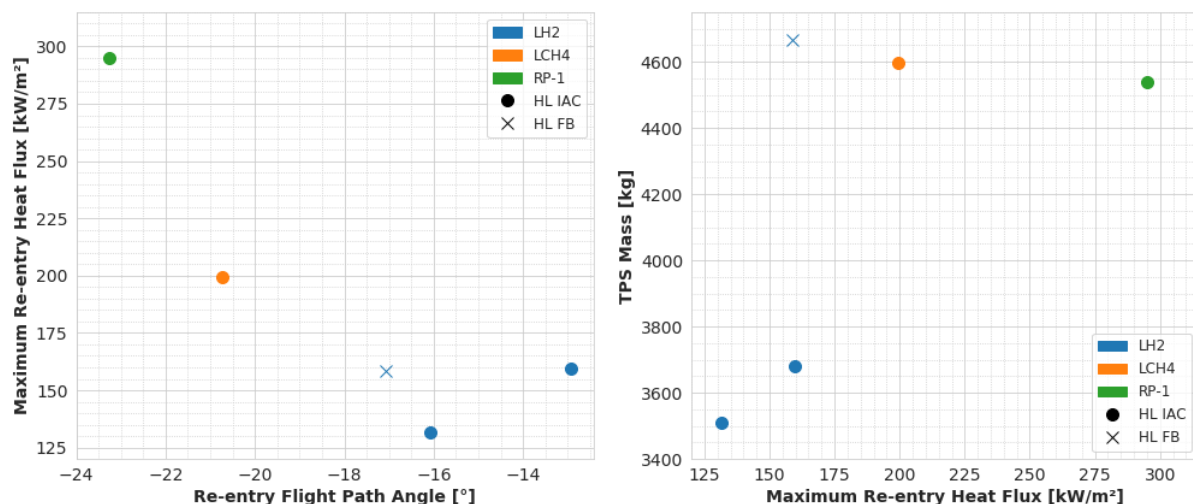 Maximum Re-entry Heat Flux [kW/m²]
300
275
250
225
200
175
150
125
−24
−22
−20
−18
−16
−14
Re-entry Flight Path Angle [°]
LH2
LCH4
RP-1
HL IAC
HL FB
TPS Mass [kg]
4600
4400
4200
4000
3800
3600
3400
125
150
175
200
225
250
275
300
Maximum Re-entry Heat Flux [kW/m²]
LH2
LCH4
RP-1
HL IAC
HL FB